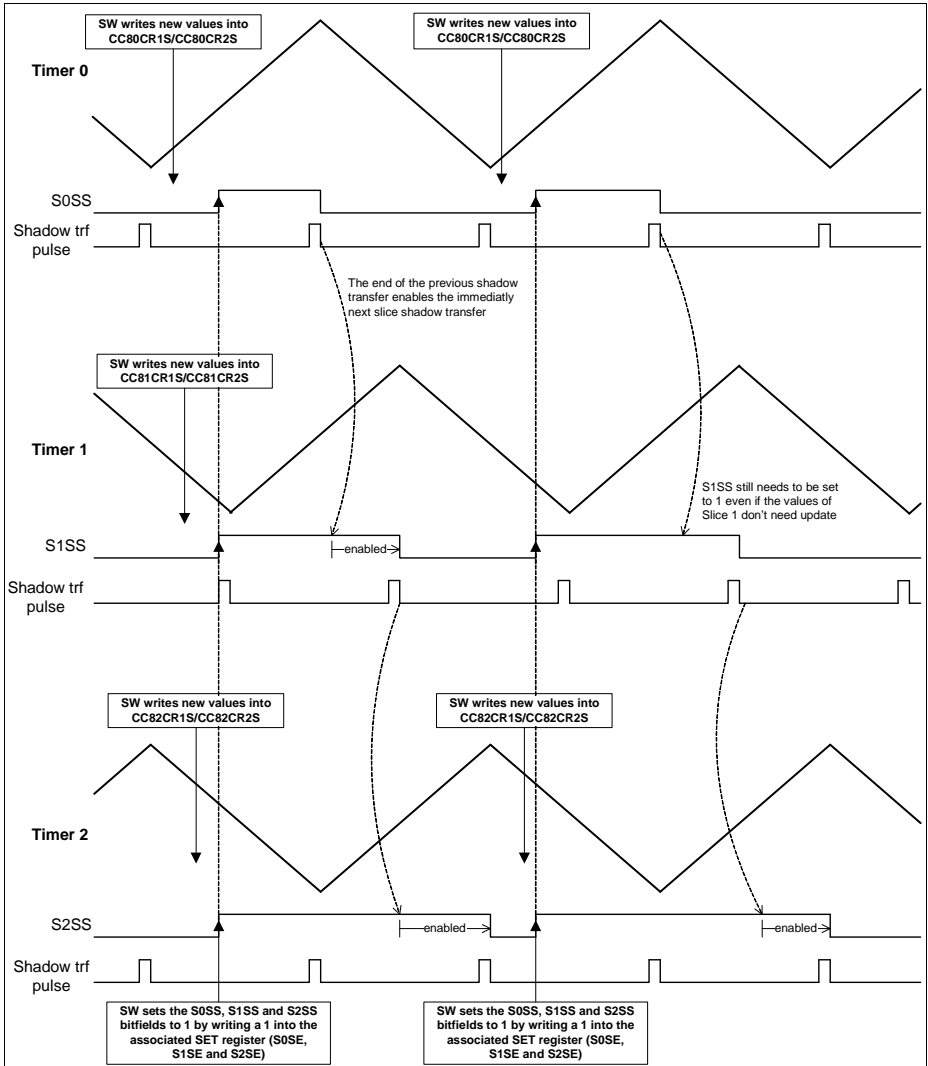 SW writes new values into
CC80CR1S/CC80CR2S
SW writes new values into
CC80CR1S/CC80CR2S
Timer 0
S0SS
Shadow trf
pulse
The end of the previous shadow
transfer enables the immediatly
next slice shadow transfer
SW writes new values into
CC81CR1S/CC81CR2S
Timer 1
S1SS still needs to be set
to 1 even if the values of
Slice 1 don't need update
S1SS
enabled
Shadow trf
pulse
SW writes new values into
CC82CR1S/CC82CR2S
SW writes new values into
CC82CR1S/CC82CR2S
Timer 2
S2SS
enabled
enabled
Shadow trf
pulse
SW sets the S0SS, S1SS and S2SS
bitfields to 1 by writing a 1 into the
associated SET register (S0SE,
S1SE and S2SE)
SW sets the S0SS, S1SS and S2SS
bitfields to 1 by writing a 1 into the
associated SET register (S0SE,
S1SE and S2SE)